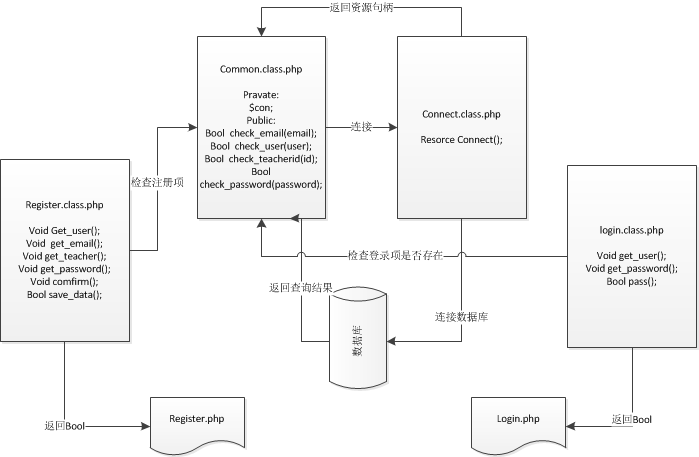 返回资源句柄
Common.class.php
Pravate:
$con;
Public:
Bool check_email(email);
Bool check_user(user);
Bool check_teacherid(id);
Bool
check_password(password);
连接
Connect.class.php
Resorce Connect();
检查注册项
Register.class.php
Void Get_user();
Void get_email();
Void get_teacher();
Void get_password();
Void comfirm();
Bool save_data();
login.class.php
Void get_user();
Void get_password();
Bool pass();
检查登录项是否存在
返回查询结果
数据库
连接数据库
返回Bool
Register.php
Login.php
返回Bool